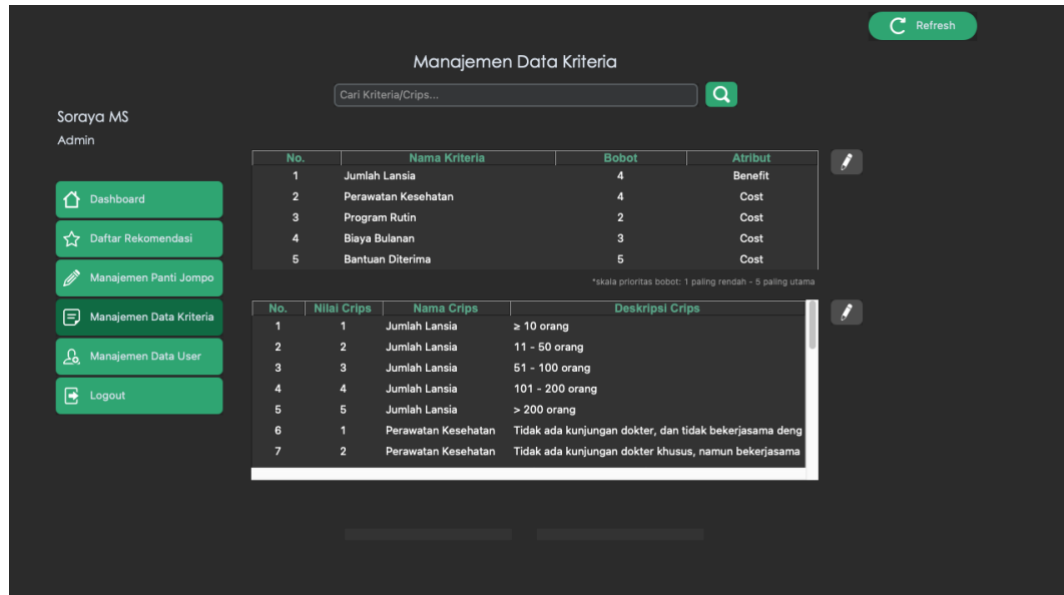 Refresh
Manajemen Data Kriteria
Cari Kriteria/Crips...
Soraya MS
Admin
Dashboard
Daftar Rekomendasi
Manajemen Panti Jompo
Manajemen Data Kriteria
Manajemen Data User
Logout
No. Nama Kriteria Bobot Atribut
1 Jumlah Lansia 4 Benefit
2 Perawatan Kesehatan 4 Cost
3 Program Rutin 2 Cost
4 Biaya Bulanan 3 Cost
5 Bantuan Diterima 5 Cost
*skala prioritas bobot: 1 paling rendah - 5 paling utama
No. Nilai Crips Nama Crips Deskripsi Crips
1 1 Jumlah Lansia ≥ 10 orang
2 2 Jumlah Lansia 11 - 50 orang
3 3 Jumlah Lansia 51 - 100 orang
4 4 Jumlah Lansia 101 - 200 orang
5 5 Jumlah Lansia > 200 orang
6 1 Perawatan Kesehatan Tidak ada kunjungan dokter, dan tidak bekerjasama deng
7 2 Perawatan Kesehatan Tidak ada kunjungan dokter khusus, namun bekerjasama